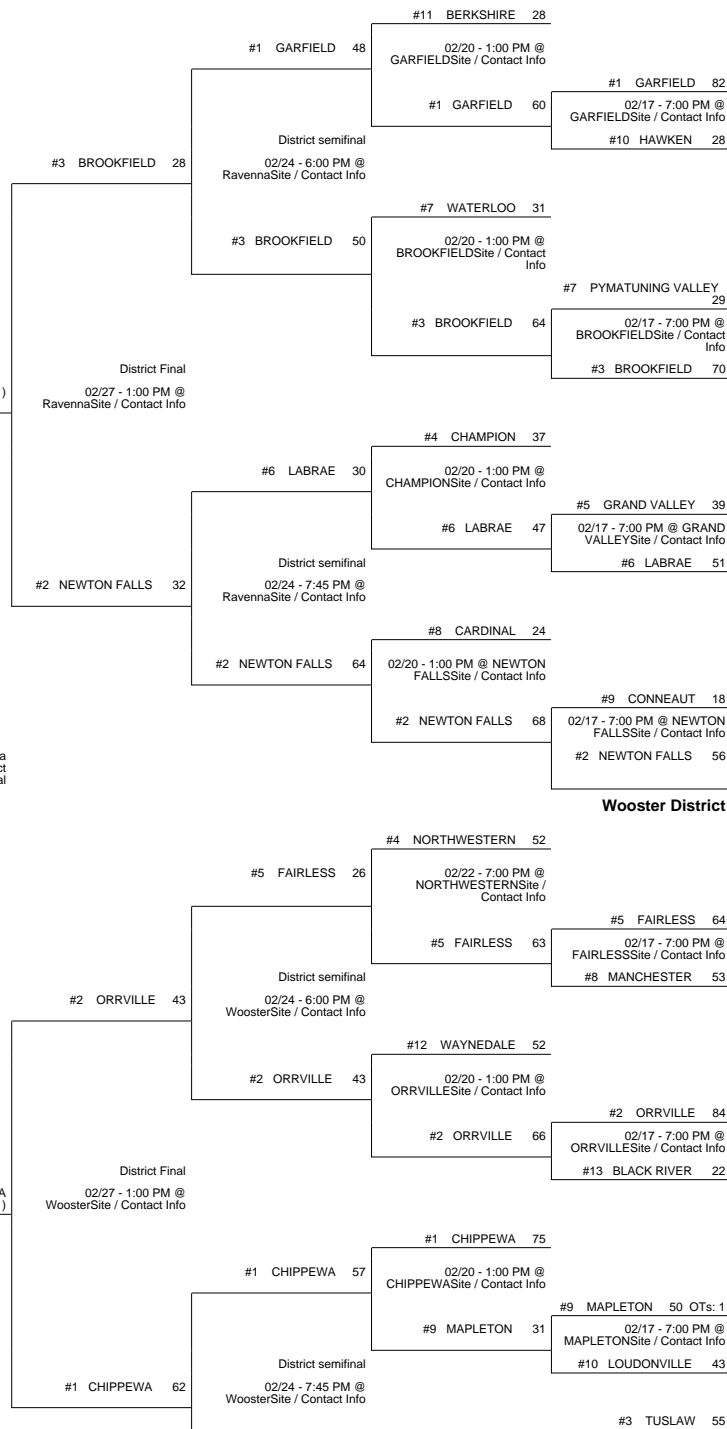 #11 BERKSHIRE 28
#1 GARFIELD 48
02/20 - 1:00 PM @
GARFIELDSite / Contact Info
#1 GARFIELD 82
#1 GARFIELD 60
02/17 - 7:00 PM @
GARFIELDSite / Contact Info
District semifinal
#10 HAWKEN 28
#3 BROOKFIELD 28
02/24 - 6:00 PM @
RavennaSite / Contact Info
#7 WATERLOO 31
#3 BROOKFIELD 50
02/20 - 1:00 PM @
BROOKFIELDSite / Contact
Info
#7 PYMATUNING VALLEY
29
#3 BROOKFIELD 64
02/17 - 7:00 PM @
BROOKFIELDSite / Contact
Info
District Final
#3 BROOKFIELD 70
02/27 - 1:00 PM @
RavennaSite / Contact Info
)
#4 CHAMPION 37
#6 LABRAE 30
02/20 - 1:00 PM @
CHAMPIONSite / Contact Info
#5 GRAND VALLEY 39
#6 LABRAE 47
02/17 - 7:00 PM @ GRAND
VALLEYSite / Contact Info
District semifinal
#6 LABRAE 51
#2 NEWTON FALLS 32
02/24 - 7:45 PM @
RavennaSite / Contact Info
#8 CARDINAL 24
#2 NEWTON FALLS 64
02/20 - 1:00 PM @ NEWTON
FALLSSite / Contact Info
#9 CONNEAUT 18
#2 NEWTON FALLS 68
02/17 - 7:00 PM @ NEWTON
FALLSSite / Contact Info
#2 NEWTON FALLS 56
a
ct
al
Wooster District
#4 NORTHWESTERN 52
#5 FAIRLESS 26
02/22 - 7:00 PM @
NORTHWESTERNSite /
Contact Info
#5 FAIRLESS 64
#5 FAIRLESS 63
02/17 - 7:00 PM @
FAIRLESSSite / Contact Info
District semifinal
#8 MANCHESTER 53
#2 ORRVILLE 43
02/24 - 6:00 PM @
WoosterSite / Contact Info
#12 WAYNEDALE 52
#2 ORRVILLE 43
02/20 - 1:00 PM @
ORRVILLESite / Contact Info
#2 ORRVILLE 84
#2 ORRVILLE 66
02/17 - 7:00 PM @
ORRVILLESite / Contact Info
District Final
#13 BLACK RIVER 22
02/27 - 1:00 PM @
WoosterSite / Contact Info
A
)
#1 CHIPPEWA 75
#1 CHIPPEWA 57
02/20 - 1:00 PM @
CHIPPEWASite / Contact Info
#9 MAPLETON 50 OTs: 1
#9 MAPLETON 31
02/17 - 7:00 PM @
MAPLETONSite / Contact Info
District semifinal
#10 LOUDONVILLE 43
#1 CHIPPEWA 62
02/24 - 7:45 PM @
WoosterSite / Contact Info
#3 TUSLAW 55